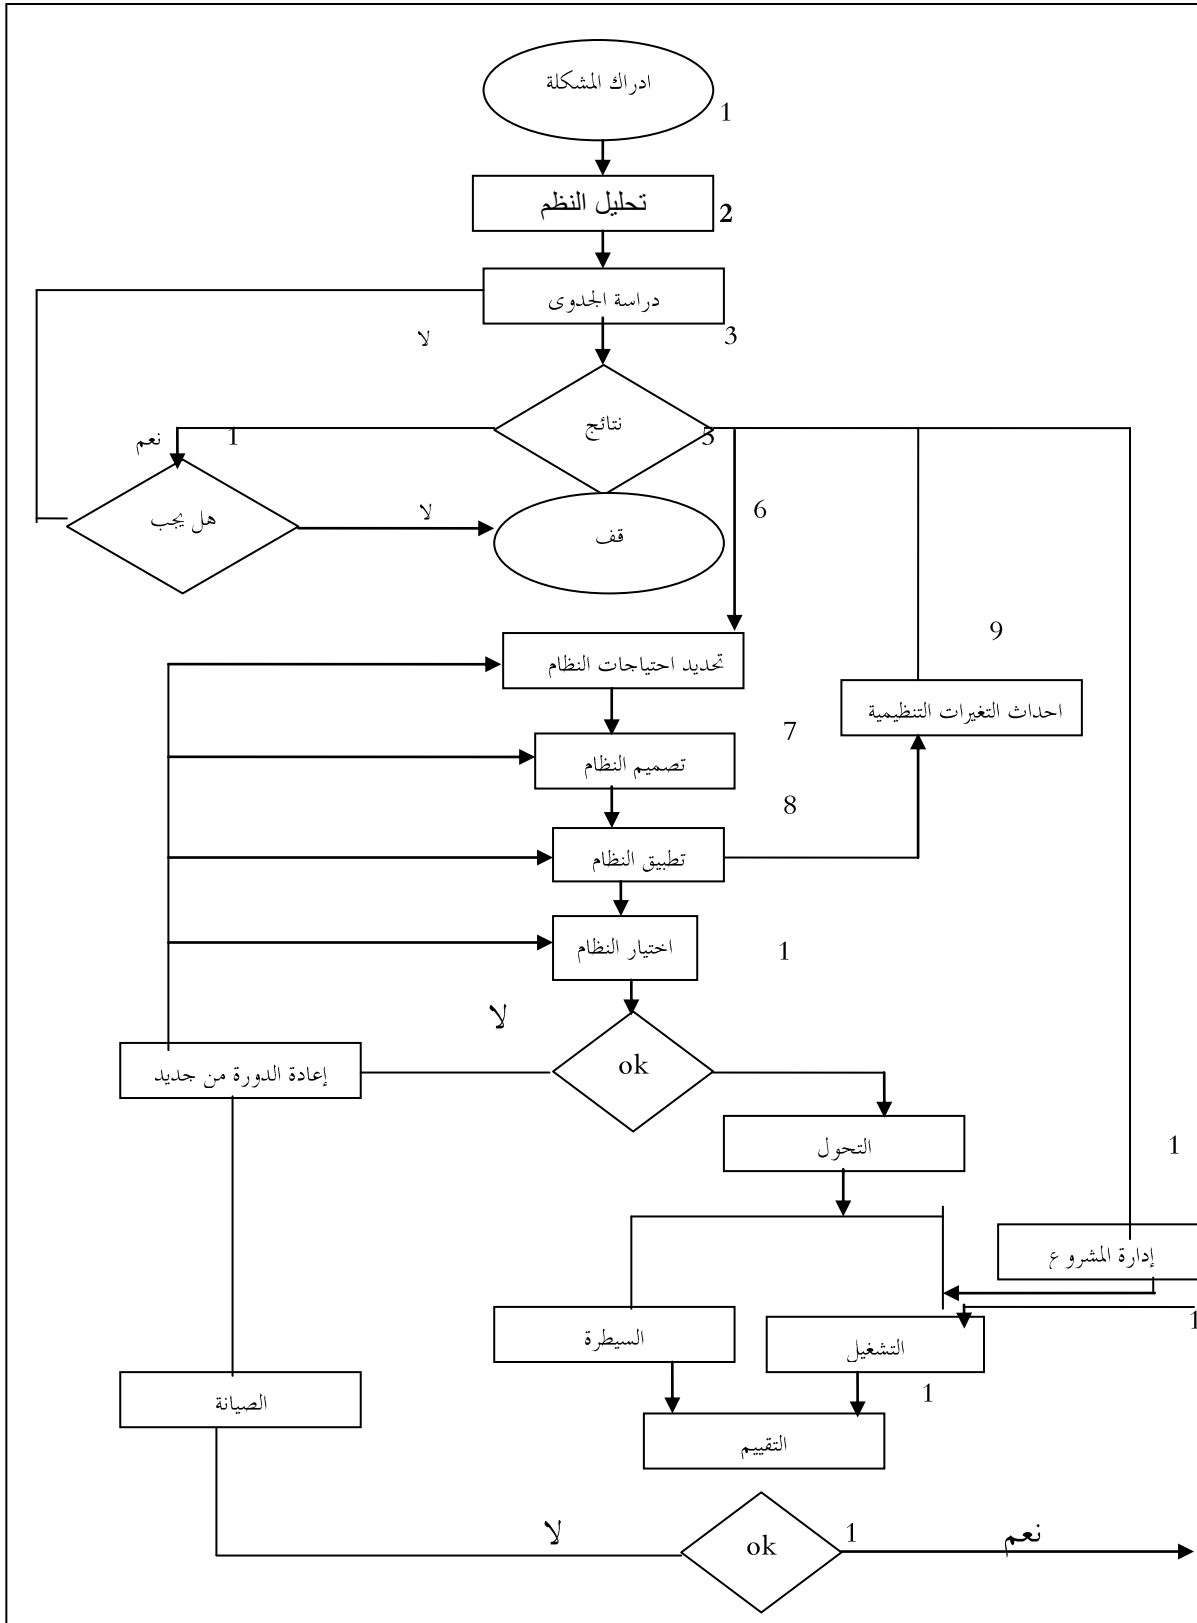 ادراك المشكلة
1
تحليل النظم
2
دراسة الجدوى
لا
3
نتائج
نعم
1
5
هل يجب
لا
قف
6
9
تحديد احتياجات النظام
احداث التغيرات التنظيمية
7
تصميم النظام
8
تطبيق النظام
اختيار النظام
1
لا
ok
إعادة الدورة من جديد
التحول
1
إدارة المشروع
1
السيطرة
التشغيل
1
الصيانة
التقييم
لا
ok
1
نعم